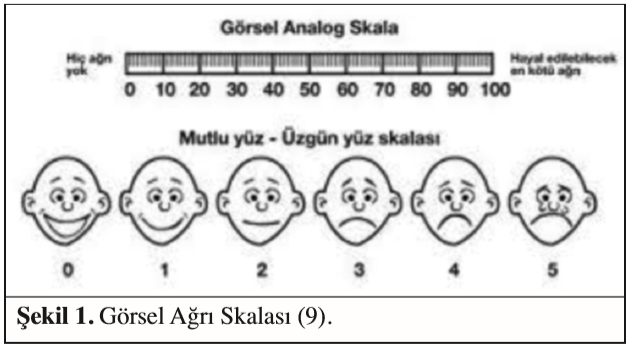 Görsel Analog Skala
Hiç ağrı yok
Hayal edilebilecek en kötü ağrı
0 10 20 30 40 50 60 70 80 90 100
Mutlu yüz - Üzgün yüz skalası
0 1 2 3 4 5
Şekil 1. Görsel Ağrı Skalası (9).